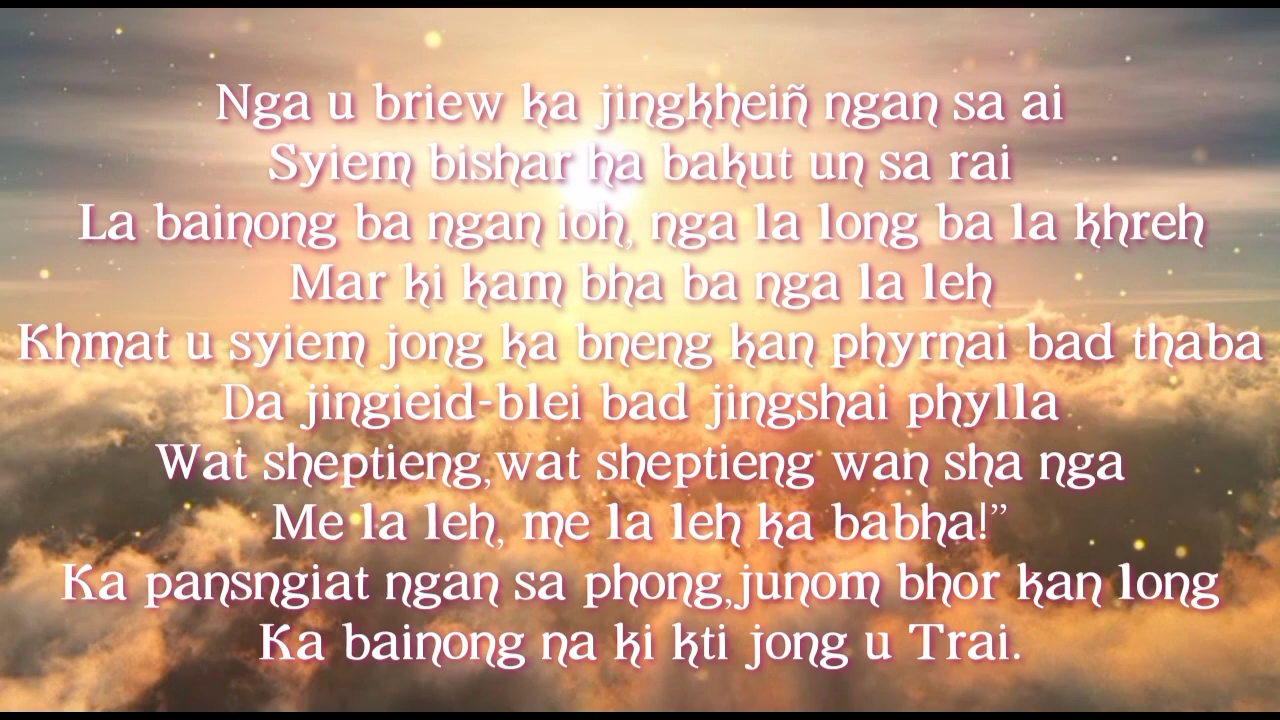 Nga u briew ka jingkheiñ ngan sa ai
Syiem bishar ha bakut un sa rai
La bainong ba ngan ioh, nga la long ba la khreh
Mar ki kam bha ba nga la leh
Khmat u syiem jong ka bneng kan phyrnai bad thaba
Da jingieid-blei bad jingshai phylla
Wat sheptieng,wat sheptieng wan sha nga
Me la leh, me la leh ka babha!”
Ka pansngiat ngan sa phong,junom bhor kan long
Ka bainong na ki kti jong u Trai.